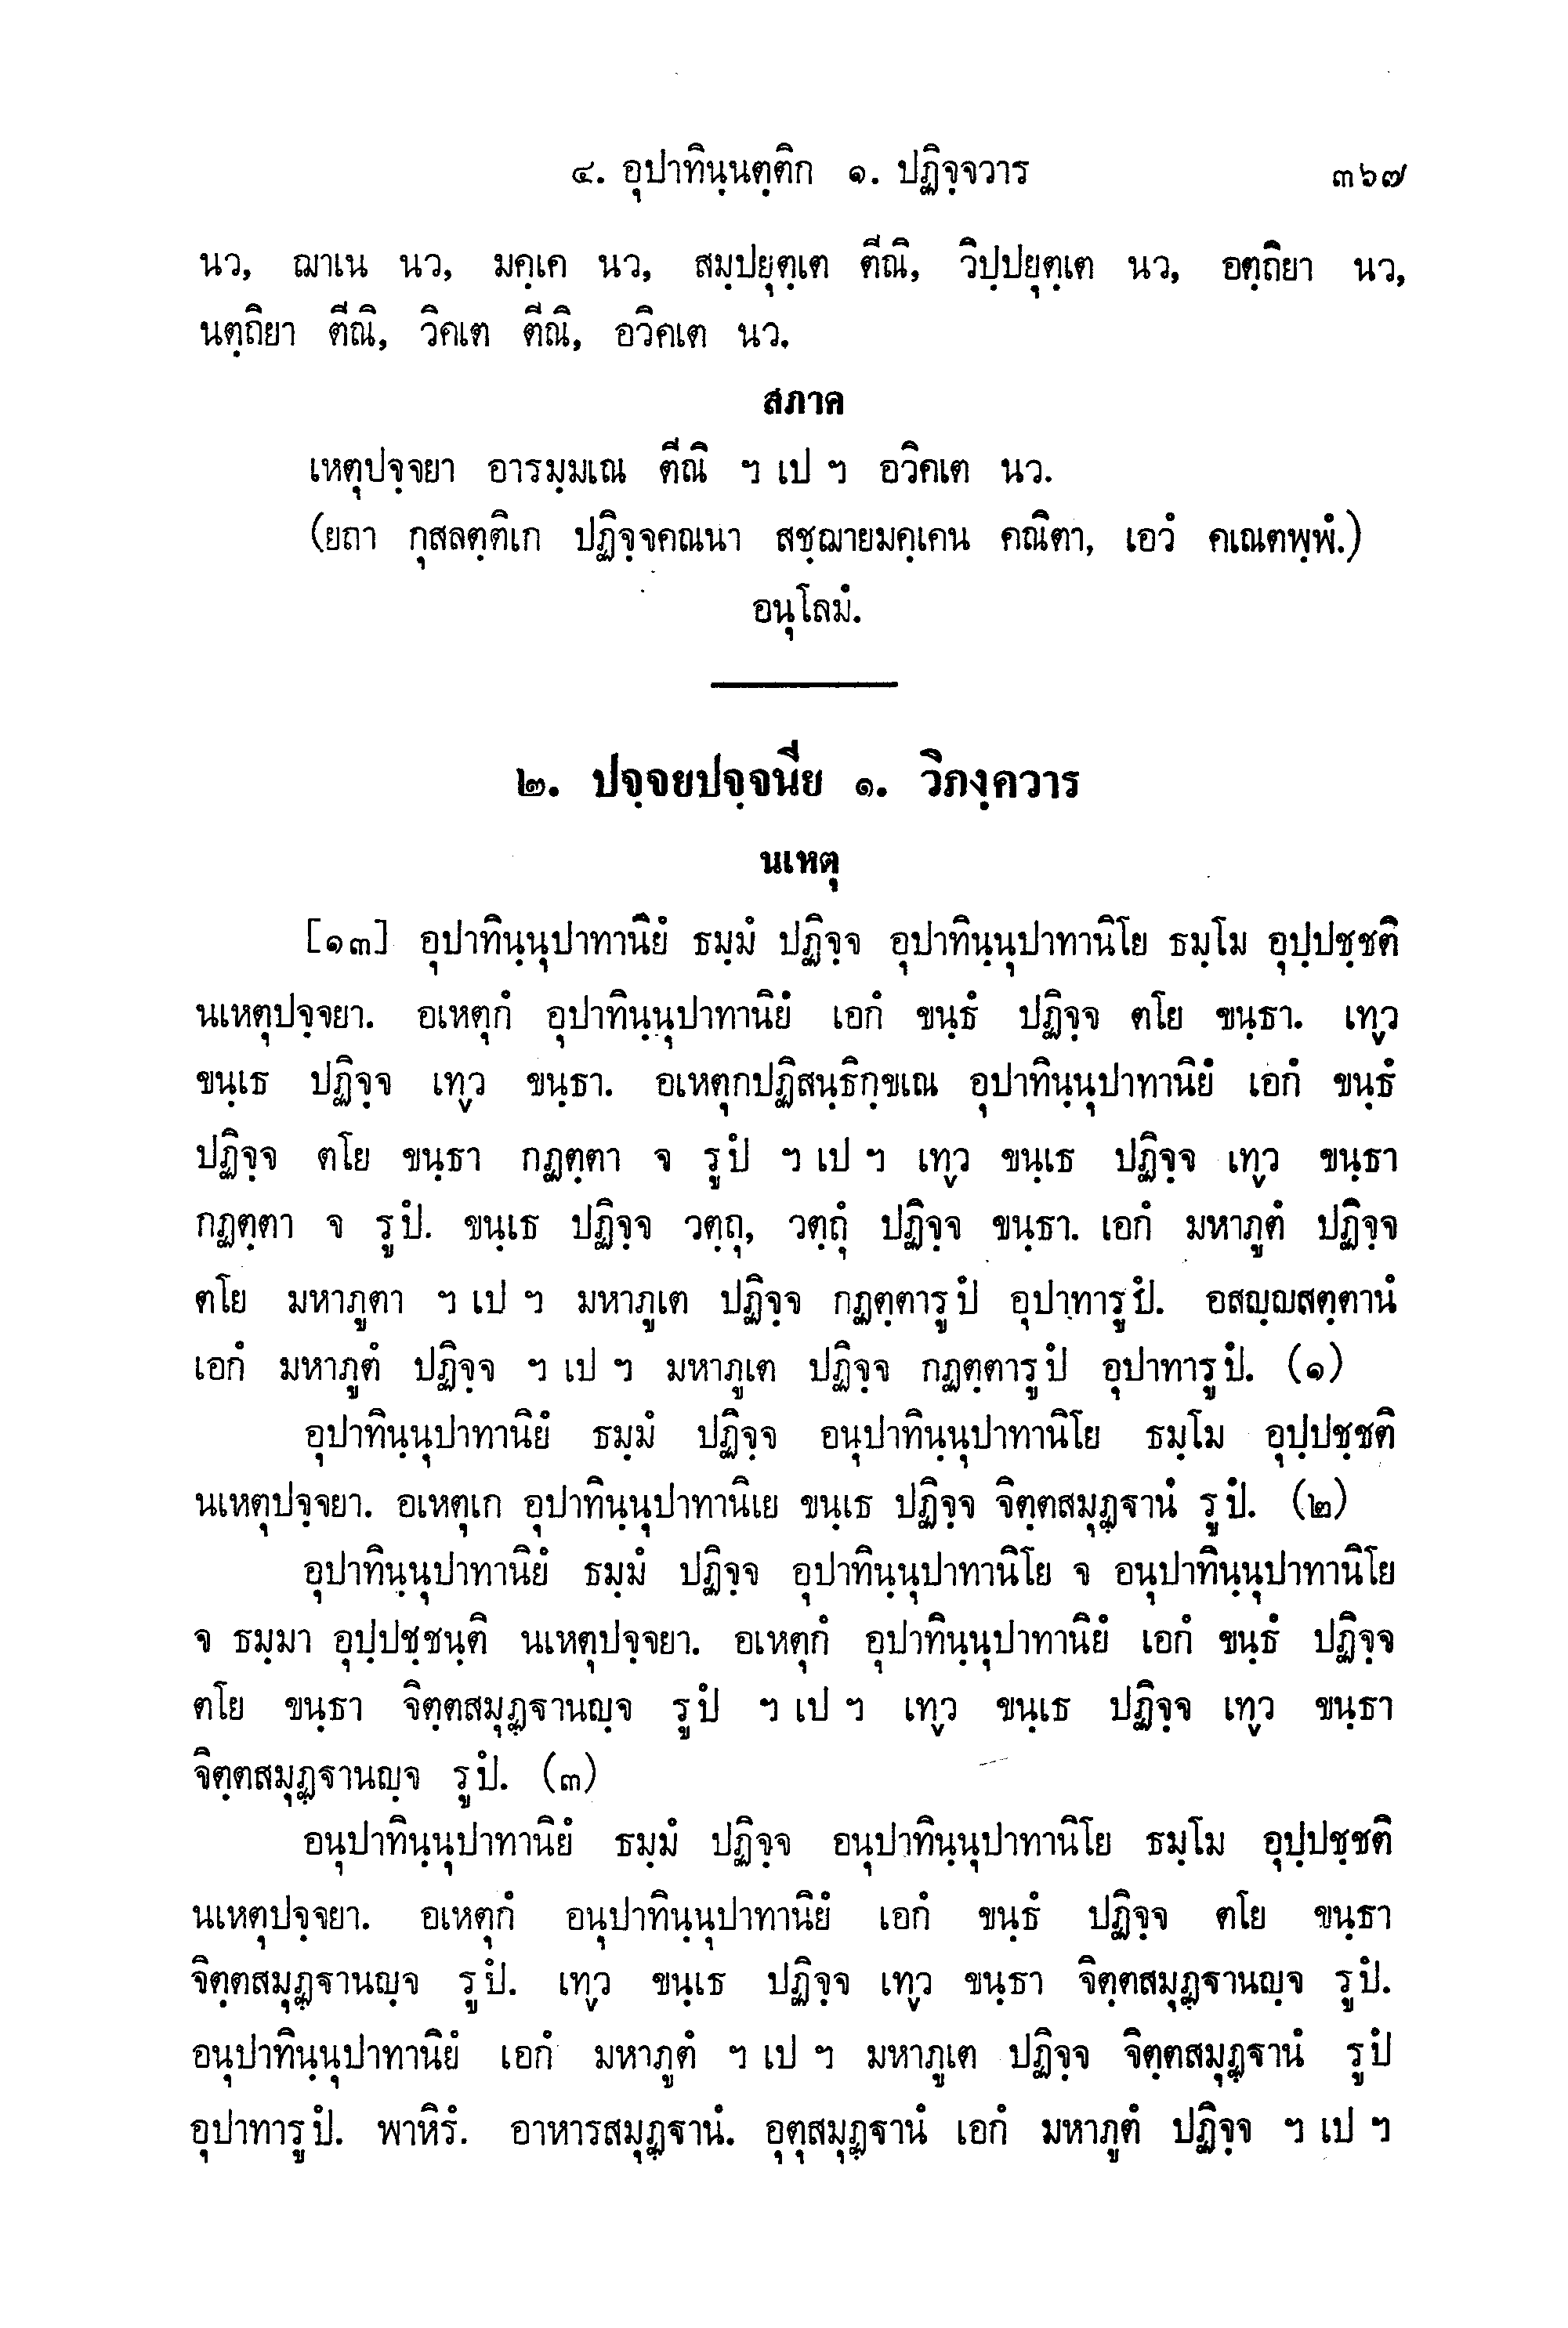 ๔. อุปาทินฺนตฺติก ๑. ปฏิจฺจวาร ๓๖๗
นว, ฌาเน นว, มคฺเค นว, สมฺปยุตฺเต ตีณิ, วิปฺปยุตฺเต นว, อตฺถิยา นว,
นตฺถิยา ตีณิ, วิคเต ตีณิ, อวิคเต นว.
สภาค
เหตุปจฺจยา อารมฺมเณ ตีณิ ฯ เป ฯ อวิคเต นว.
(ยถา กุสลตฺติเก ปฏิจฺจคณนา สชฺฌายมคฺเคน คณิตา, เอวํ คเณตพฺพํ.)
อนุโลมํ.
๒. ปจฺจยปจฺจนีย ๑. วิภงฺควาร
นเหตุ
[๑๓] อุปาทินฺนุปาทานิยํ ธมฺมํ ปฏิจฺจ อุปาทินฺนุปาทานิโย ธมฺโม อุปฺปชฺชติ
นเหตุปจฺจยา. อเหตุกํ อุปาทินฺนุปาทานิยํ เอกํ ขนฺธํ ปฏิจฺจ ตโย ขนฺธา. เทฺว
ขนฺเธ ปฏิจฺจ เทฺว ขนฺธา. อเหตุกปฏิสนฺธิกฺขเณ อุปาทินฺนุปาทานิยํ เอกํ ขนฺธํ
ปฏิจฺจ ตโย ขนฺธา กฏตฺตา จ รูปํ ฯ เป ฯ เทฺว ขนฺเธ ปฏิจฺจ เทฺว ขนฺธา
กฏตฺตา จ รูปํ. ขนฺเธ ปฏิจฺจ วตฺถุ, วตฺถุํ ปฏิจฺจ ขนฺธา. เอกํ มหาภูตํ ปฏิจฺจ
ตโย มหาภูตา ฯ เป ฯ มหาภูเต ปฏิจฺจ กฏตฺตารูปํ อุปาทารูปํ. อสญฺญสตฺตานํ
เอกํ มหาภูตํ ปฏิจฺจ ฯ เป ฯ มหาภูเต ปฏิจฺจ กฏตฺตารูปํ อุปาทารูปํ. (๑)
อุปาทินฺนุปาทานิยํ ธมฺมํ ปฏิจฺจ อนุปาทินฺนุปาทานิโย ธมฺโม อุปฺปชฺชติ
นเหตุปจฺจยา. อเหตุเก อุปาทินฺนุปาทานิเย ขนฺเธ ปฏิจฺจ จิตฺตสมุฏฺฐานํ รูปํ. (๒)
อุปาทินฺนุปาทานิยํ ธมฺมํ ปฏิจฺจ อุปาทินฺนุปาทานิโย จ อนุปาทินฺนุปาทานิโย
จ ธมฺมา อุปฺปชฺชนฺติ นเหตุปจฺจยา. อเหตุกํ อุปาทินฺนุปาทานิยํ เอกํ ขนฺธํ ปฏิจฺจ
ตโย ขนฺธา จิตฺตสมุฏฺฐานญฺจ รูปํ ฯ เป ฯ เทฺว ขนฺเธ ปฏิจฺจ เทฺว ขนฺธา
จิตฺตสมุฏฺฐานญฺจ รูปํ. (๓)
อนุปาทินฺนุปาทานิยํ ธมฺมํ ปฏิจฺจ อนุปาทินฺนุปาทานิโย ธมฺโม อุปฺปชฺชติ
นเหตุปจฺจยา. อเหตุกํ อนุปาทินฺนุปาทานิยํ เอกํ ขนฺธํ ปฏิจฺจ ตโย ขนฺธา
จิตฺตสมุฏฺฐานญฺจ รูปํ. เทฺว ขนฺเธ ปฏิจฺจ เทฺว ขนฺธา จิตฺตสมุฏฺฐานญฺจ รูปํ.
อนุปาทินฺนุปาทานิยํ เอกํ มหาภูตํ ฯ เป ฯ มหาภูเต ปฏิจฺจ จิตฺตสมุฏฺฐานํ รูปํ
อุปาทารูปํ. พาหิรํ. อาหารสมุฏฺฐานํ. อุตุสมุฏฺฐานํ เอกํ มหาภูตํ ปฏิจฺจ ฯ เป ฯ